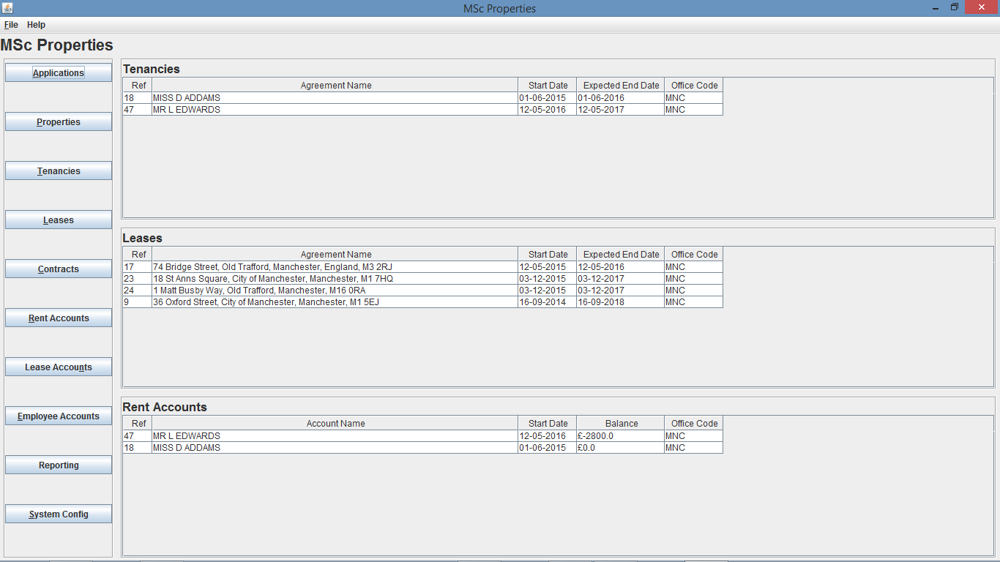 MSc Properties
File Help
MSc Properties
Applications
Properties
Tenancies
Leases
Contracts
Rent Accounts
Lease Accounts
Employee Accounts
Reporting
System Config
Tenancies
Ref Agreement Name Start Date Expected End Date Office Code
18 MISS D ADDAMS 01-06-2015 01-06-2016 MNC
47 MR L EDWARDS 12-05-2016 12-05-2017 MNC
Leases
Ref Agreement Name Start Date Expected End Date Office Code
17 74 Bridge Street, Old Trafford, Manchester, England, M3 2RJ 12-05-2015 12-05-2016 MNC
23 18 St Anns Square, City of Manchester, Manchester, M1 7HQ 03-12-2015 03-12-2017 MNC
24 1 Matt Busby Way, Old Trafford, Manchester, M16 0RA 03-12-2015 03-12-2017 MNC
9 36 Oxford Street, City of Manchester, Manchester, M1 5EJ 16-09-2014 16-09-2018 MNC
Rent Accounts
Ref Account Name Start Date Balance Office Code
47 MR L EDWARDS 12-05-2016 £-2800.0 MNC
18 MISS D ADDAMS 01-06-2015 £0.0 MNC